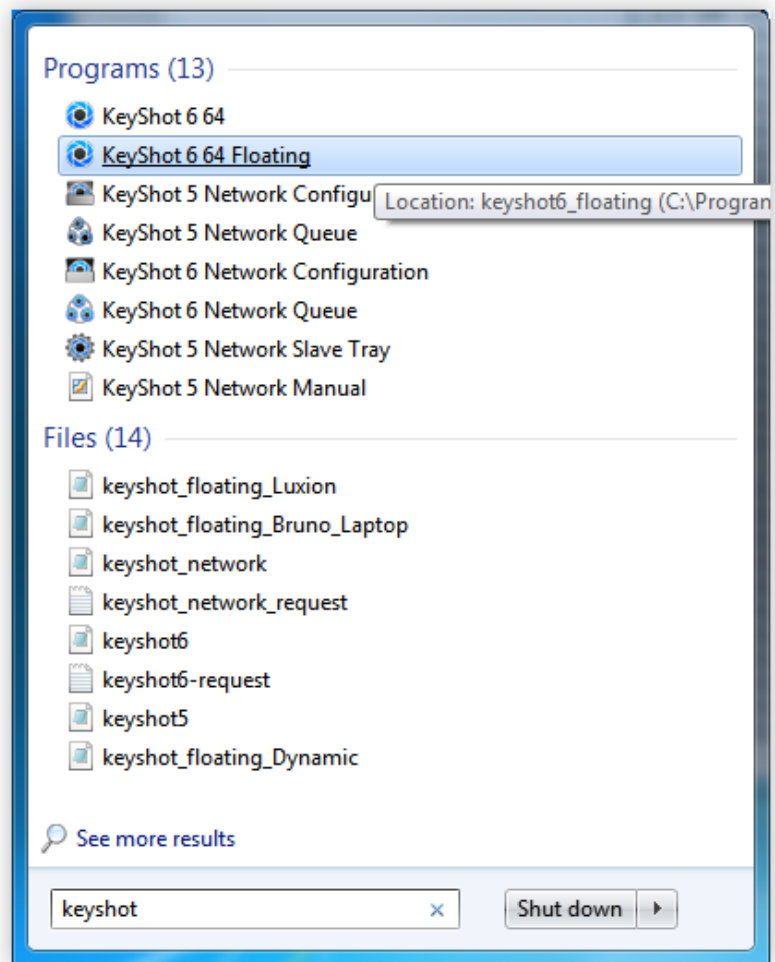 Programs (13)
KeyShot 6 64
KeyShot 6 64 Floating
KeyShot 5 Network Configu
Location: keyshot6_floating (C:\Program
KeyShot 5 Network Queue
KeyShot 6 Network Configuration
KeyShot 6 Network Queue
KeyShot 5 Network Slave Tray
KeyShot 5 Network Manual
Files (14)
keyshot_floating_Luxion
keyshot_floating_Bruno_Laptop
keyshot_network
keyshot_network_request
keyshot6
keyshot6-request
keyshot5
keyshot_floating_Dynamic
See more results
keyshot
Shut down